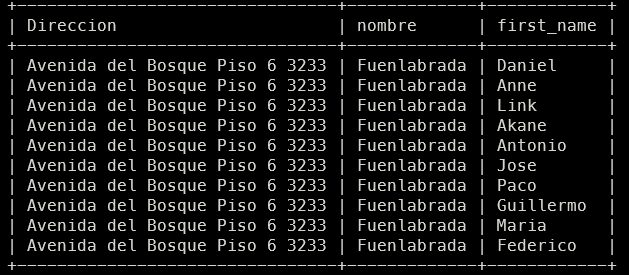 | Direccion | nombre | first_name |
| Avenida del Bosque Piso 6 3233 | Fuenlabrada | Daniel |
| Avenida del Bosque Piso 6 3233 | Fuenlabrada | Anne |
| Avenida del Bosque Piso 6 3233 | Fuenlabrada | Link |
| Avenida del Bosque Piso 6 3233 | Fuenlabrada | Akane |
| Avenida del Bosque Piso 6 3233 | Fuenlabrada | Antonio |
| Avenida del Bosque Piso 6 3233 | Fuenlabrada | Jose |
| Avenida del Bosque Piso 6 3233 | Fuenlabrada | Paco |
| Avenida del Bosque Piso 6 3233 | Fuenlabrada | Guillermo |
| Avenida del Bosque Piso 6 3233 | Fuenlabrada | Maria |
| Avenida del Bosque Piso 6 3233 | Fuenlabrada | Federico |